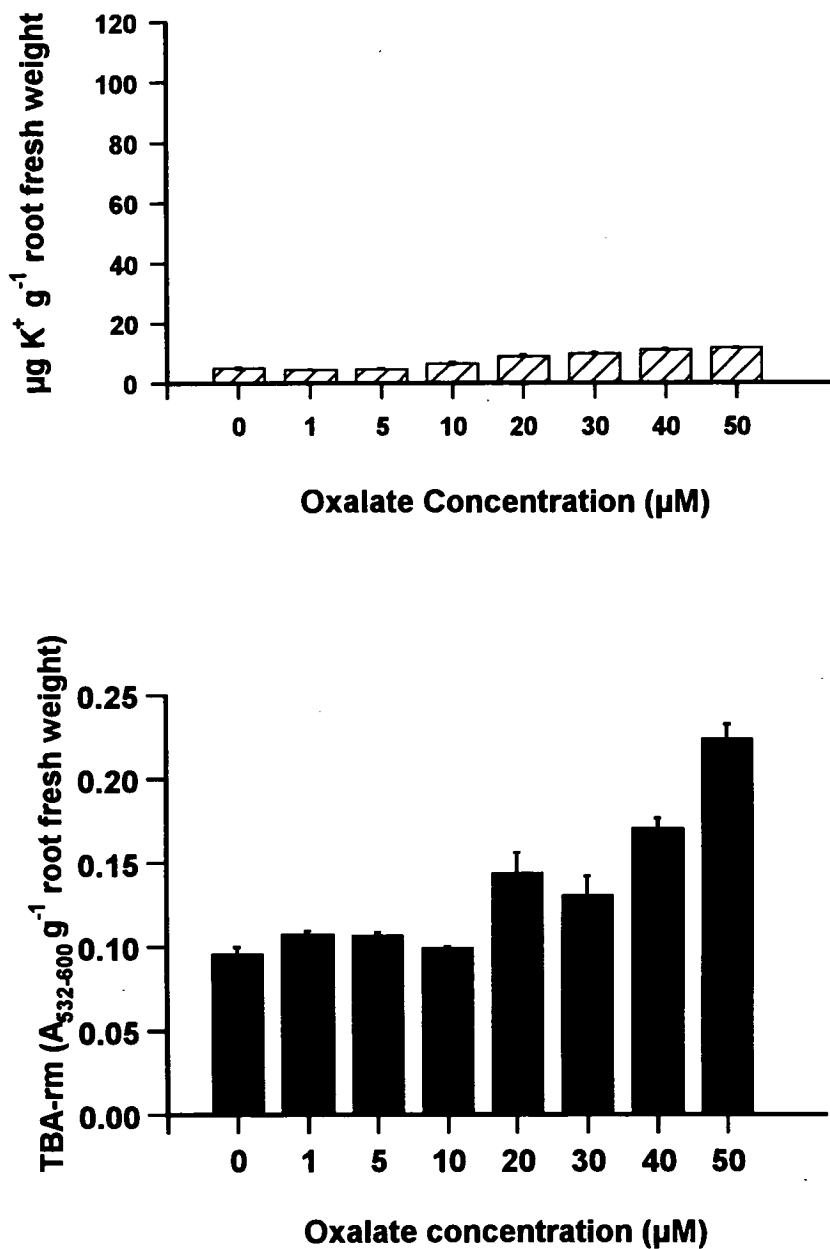 µg K⁺ g⁻¹ root fresh weight
120
100
80
60
40
20
0
0 1 5 10 20 30 40 50
Oxalate Concentration (µM)
TBA-rm (A₅₃₂₋₆₀₀ g⁻¹ root fresh weight)
0.25
0.20
0.15
0.10
0.05
0.00
0 1 5 10 20 30 40 50
Oxalate concentration (µM)